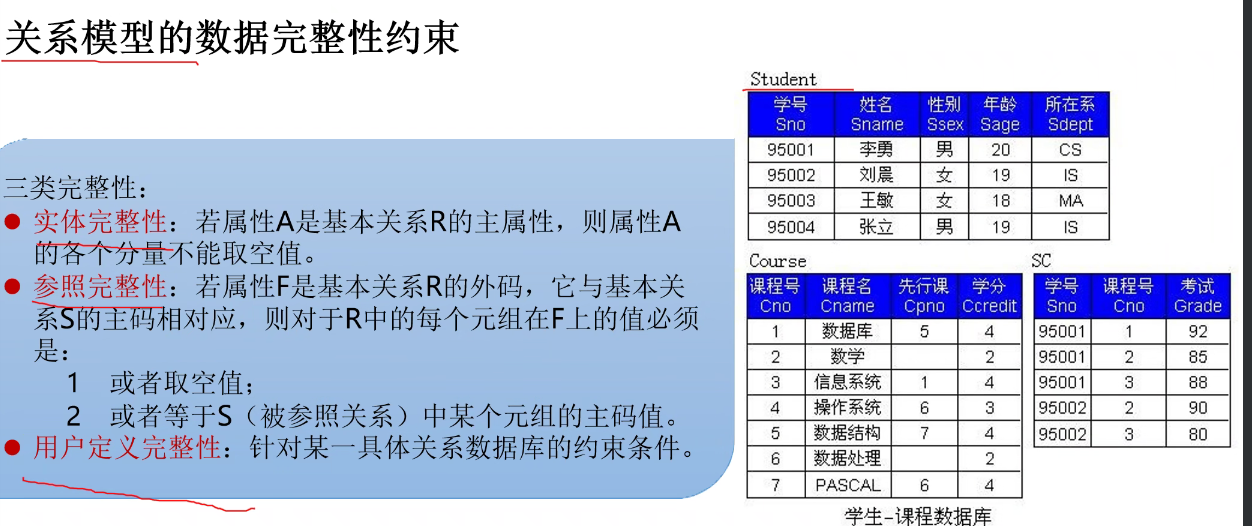 关系模型的数据完整性约束
三类完整性：
● 实体完整性：若属性A是基本关系R的主属性，则属性A
的各个分量不能取空值。
● 参照完整性：若属性F是基本关系R的外码，它与基本关
系S的主码相对应，则对于R中的每个元组在F上的值必须
是：
1 或者取空值；
2 或者等于S（被参照关系）中某个元组的主码值。
● 用户定义完整性：针对某一具体关系数据库的约束条件。
Student
学号 姓名 性别 年龄 所在系
Sno Sname Ssex Sage Sdept
95001 李勇 男 20 CS
95002 刘晨 女 19 IS
95003 王敏 女 18 MA
95004 张立 男 19 IS
Course
课程号 课程名 先行课 学分
Cno Cname Cpno Ccredit
1 数据库 5 4
2 数学 2
3 信息系统 1 4
4 操作系统 6 3
5 数据结构 7 4
6 数据处理 2
7 PASCAL 6 4
SC
学号 课程号 考试
Sno Cno Grade
95001 1 92
95001 2 85
95001 3 88
95002 2 90
95002 3 80
学生-课程数据库